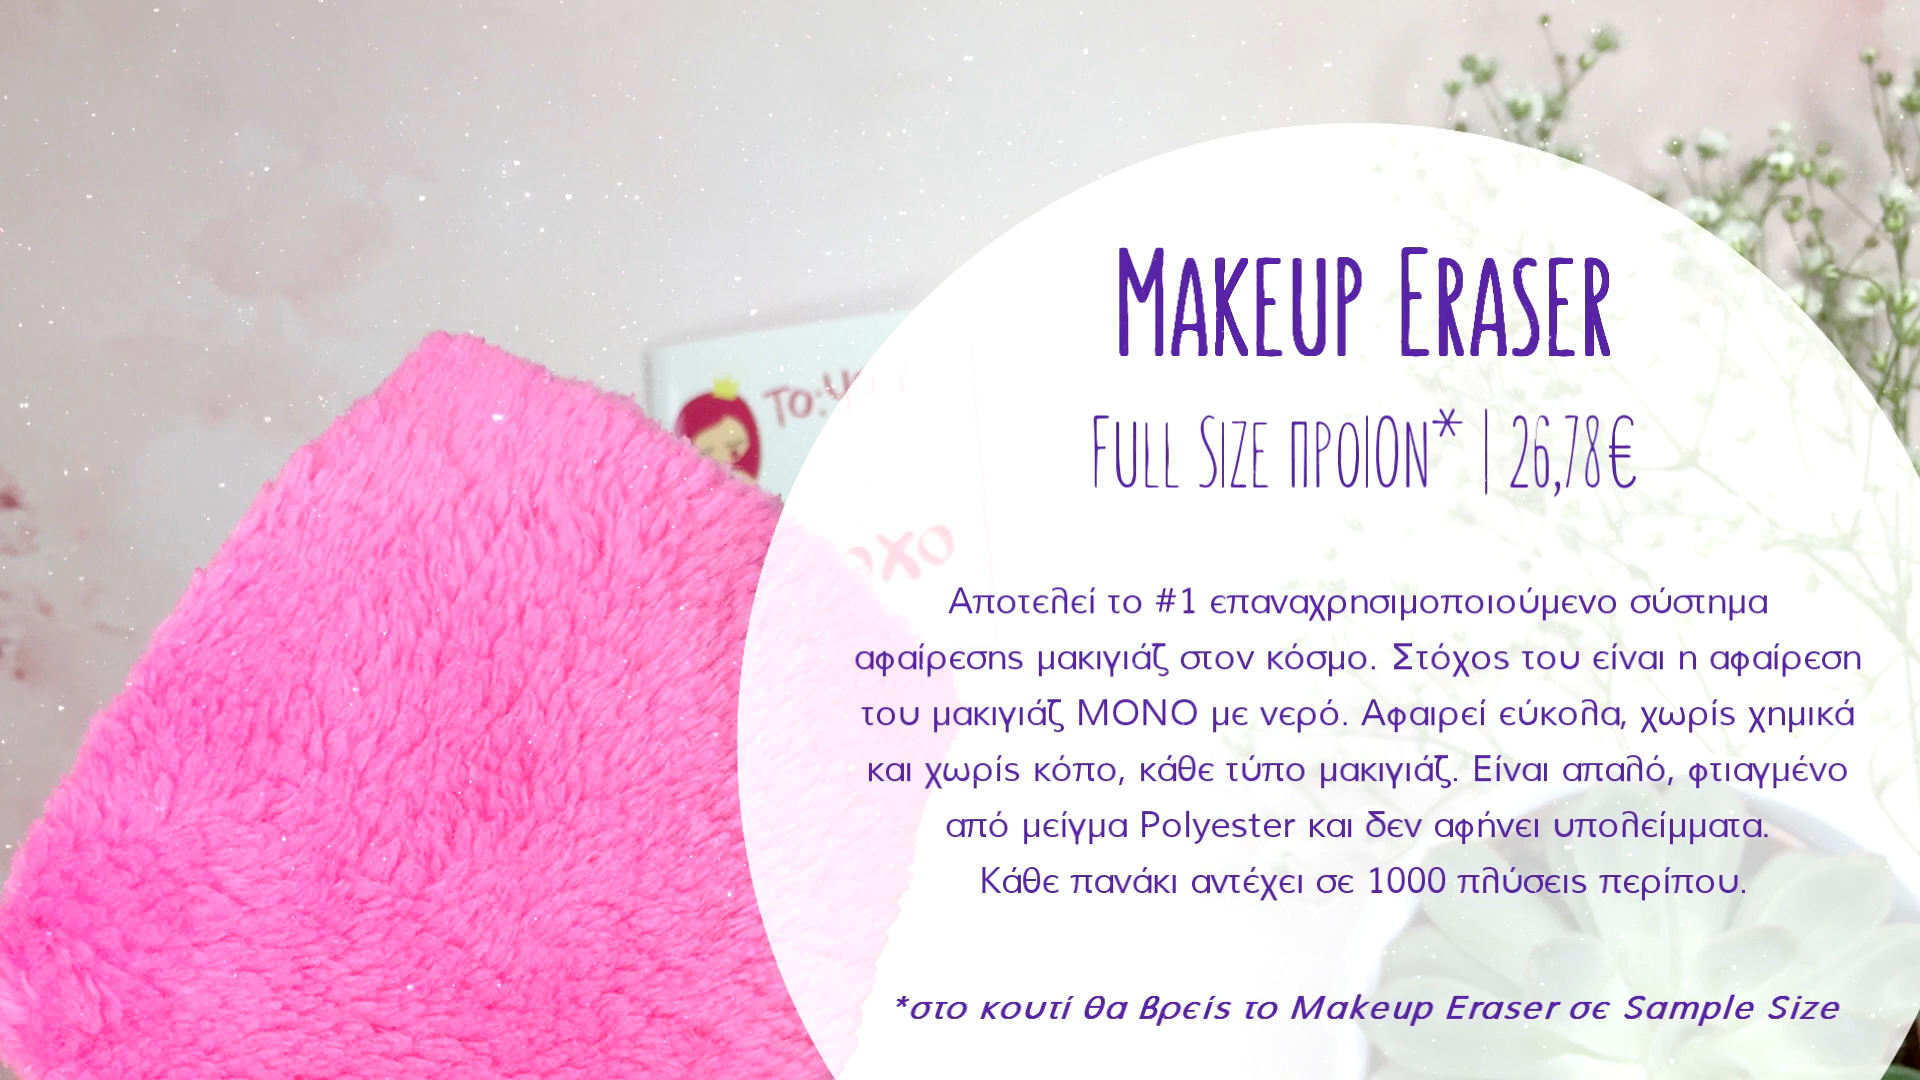 MAKEUP ERASER
FULL SIZE ΠΡΟΙΟΝ* | 26,78€
TO:
OXO
Αποτελεί το #1 επαναχρησιμοποιούμενο σύστημα
αφαίρεσης μακιγιάζ στον κόσμο. Στόχος του είναι η αφαίρεση
του μακιγιάζ ΜΟΝΟ με νερό. Αφαιρεί εύκολα, χωρίς χημικά
και χωρίς κόπο, κάθε τύπο μακιγιάζ. Είναι απαλό, φτιαγμένο
από μείγμα Polyester και δεν αφήνει υπολείμματα.
Κάθε πανάκι αντέχει σε 1000 πλύσεις περίπου.
*στο κουτί θα βρείς το Makeup Eraser σε Sample Size